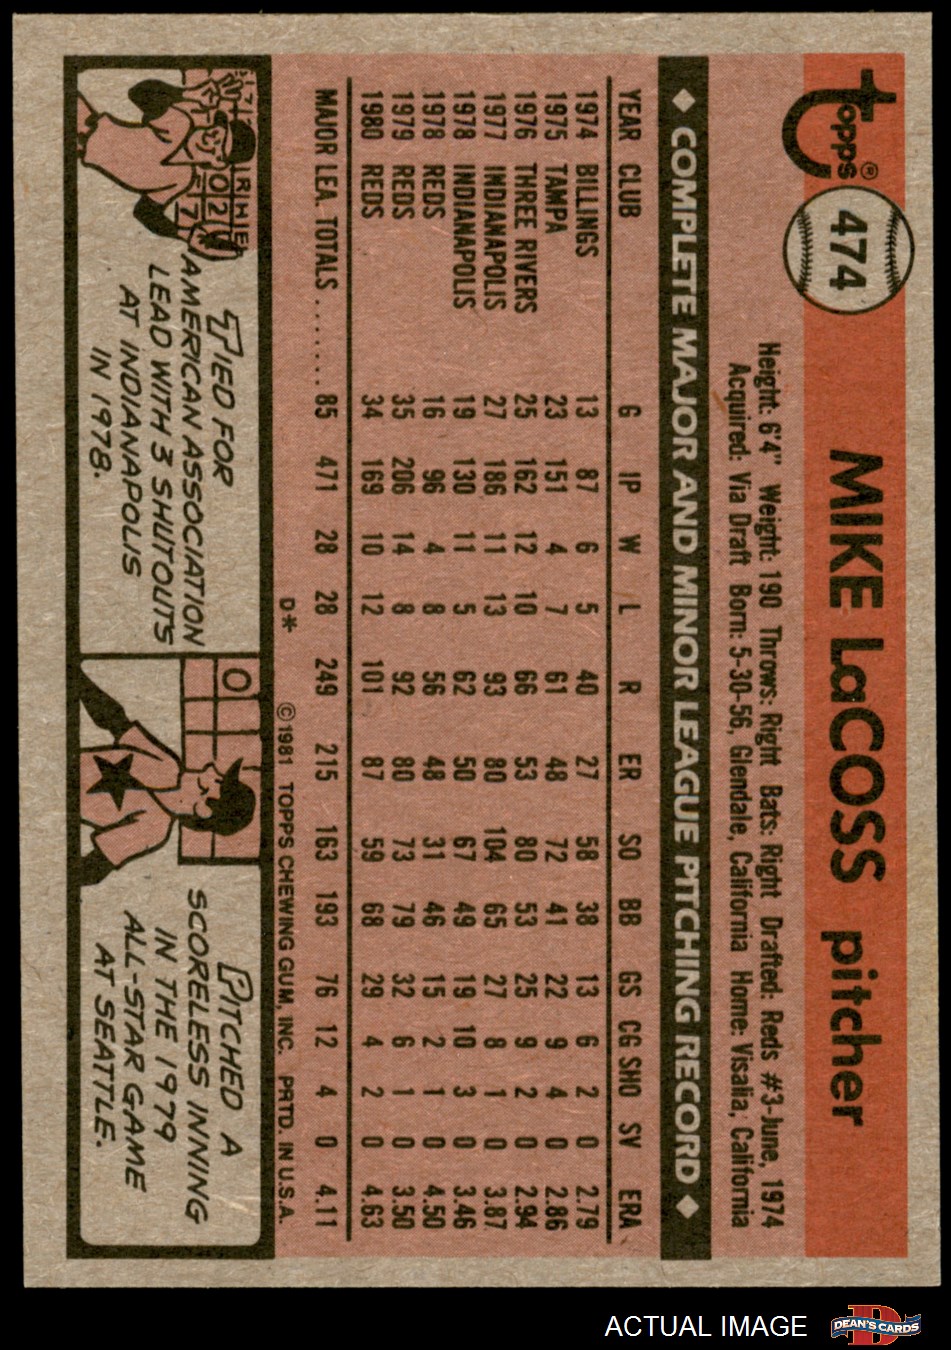 topps®
474
MIKE LaCOSS pitcher
Height: 6'4" Weight: 190 Throws: Right Bats: Right Drafted: Reds #3-June, 1974
Acquired: Via Draft Born: 5-30-56, Glendale, California Home: Visalia, California
◆ COMPLETE MAJOR AND MINOR LEAGUE PITCHING RECORD ◆
YEAR CLUB G IP W L R ER SO BB GS CG SHO SV ERA
1974 BILLINGS 13 87 6 5 40 27 58 38 13 6 2 0 2.79
1975 TAMPA 23 151 4 7 61 48 72 41 22 9 4 0 2.86
1976 THREE RIVERS 25 162 12 10 66 53 80 53 25 9 2 0 2.94
1977 INDIANAPOLIS 27 186 11 13 93 80 104 65 27 8 1 0 3.87
1978 INDIANAPOLIS 19 130 11 5 62 50 67 49 19 10 3 0 3.46
1978 REDS 16 96 4 8 56 48 31 46 15 2 1 0 4.50
1979 REDS 35 206 14 8 92 80 73 79 32 6 1 0 3.50
1980 REDS 34 169 10 12 101 87 59 68 29 4 2 0 4.63
MAJOR LEA. TOTALS ....... 85 471 28 28 249 215 163 193 76 12 4 0 4.11
D* ©1981 TOPPS CHEWING GUM, INC. PRTD. IN U.S.A.
RHE
02
7
TIED FOR
AMERICAN ASSOCIATION
LEAD WITH 3 SHUTOUTS
AT INDIANAPOLIS
IN 1978.
0
PITCHED A
SCORELESS INNING
IN THE 1979
ALL-STAR GAME
AT SEATTLE.
ACTUAL IMAGE
D
DEAN'S CARDS